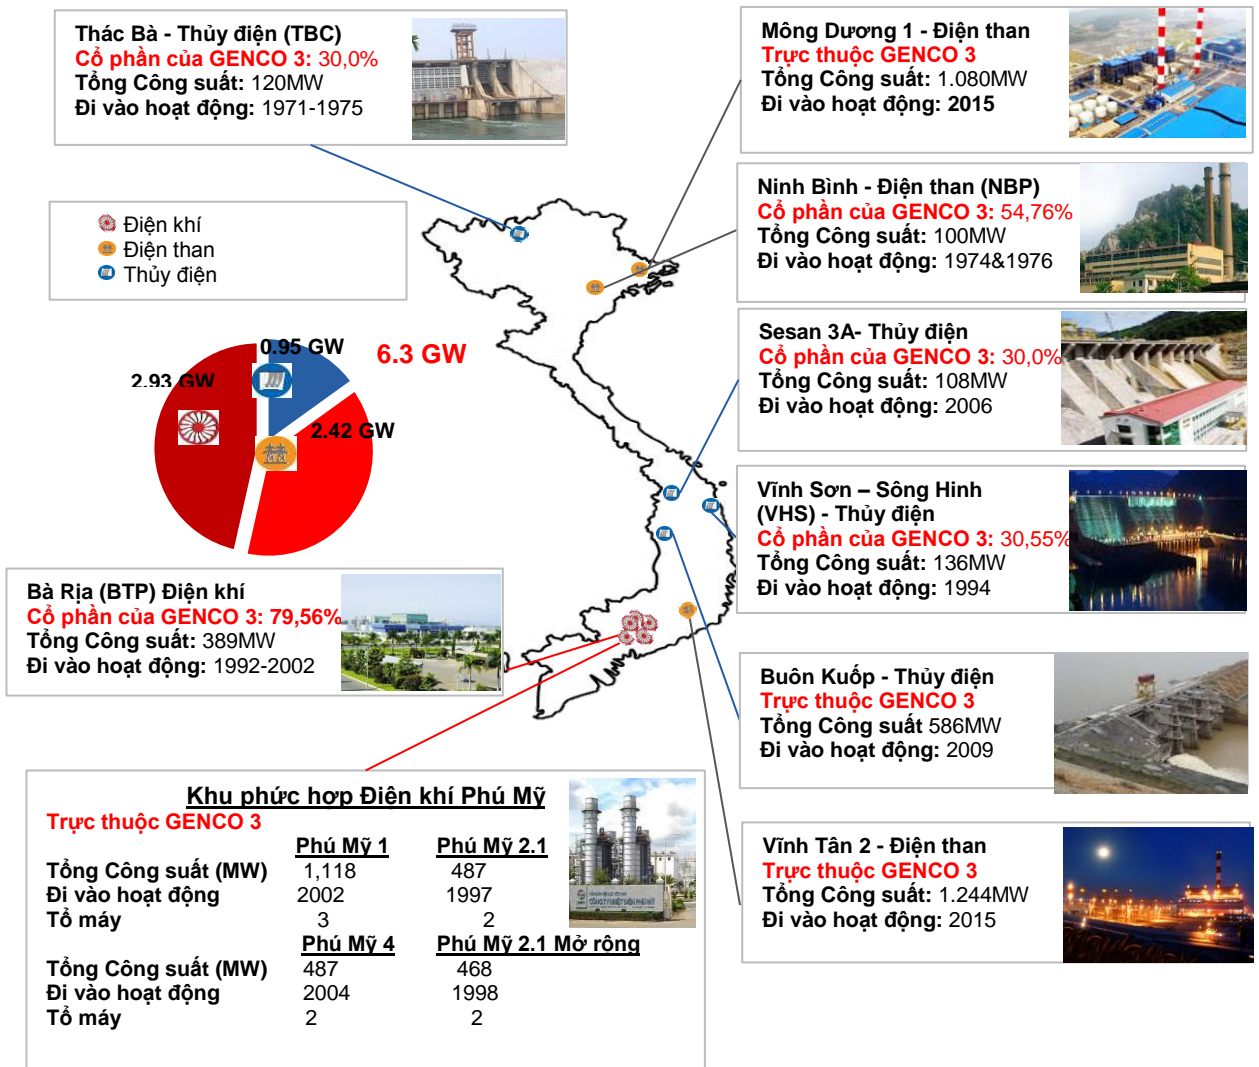 Thác Bà - Thủy điện (TBC)
Cổ phần của GENCO 3: 30,0%
Tổng Công suất: 120MW
Đi vào hoạt động: 1971-1975
Mông Dương 1 - Điện than
Trực thuộc GENCO 3
Tổng Công suất: 1.080MW
Đi vào hoạt động: 2015
Ninh Bình - Điện than (NBP)
Cổ phần của GENCO 3: 54,76%
Tổng Công suất: 100MW
Đi vào hoạt động: 1974&1976
Điện khí
Điện than
Thủy điện
0.95 GW
6.3 GW
2.93 GW
2.42 GW
Sesan 3A- Thủy điện
Cổ phần của GENCO 3: 30,0%
Tổng Công suất: 108MW
Đi vào hoạt động: 2006
Vĩnh Sơn – Sông Hinh
(VHS) - Thủy điện
Cổ phần của GENCO 3: 30,55%
Tổng Công suất: 136MW
Đi vào hoạt động: 1994
Bà Rịa (BTP) Điện khí
Cổ phần của GENCO 3: 79,56%
Tổng Công suất: 389MW
Đi vào hoạt động: 1992-2002
Buôn Kuốp - Thủy điện
Trực thuộc GENCO 3
Tổng Công suất 586MW
Đi vào hoạt động: 2009
Khu phức hợp Điện khí Phú Mỹ
Trực thuộc GENCO 3
Phú Mỹ 1 Phú Mỹ 2.1
Tổng Công suất (MW) 1,118 487
Đi vào hoạt động 2002 1997
Tổ máy 3 2
Phú Mỹ 4 Phú Mỹ 2.1 Mở rộng
Tổng Công suất (MW) 487 468
Đi vào hoạt động 2004 1998
Tổ máy 2 2
CÔNG TY NHIỆT ĐIỆN PHÚ MỸ
Vĩnh Tân 2 - Điện than
Trực thuộc GENCO 3
Tổng Công suất: 1.244MW
Đi vào hoạt động: 2015